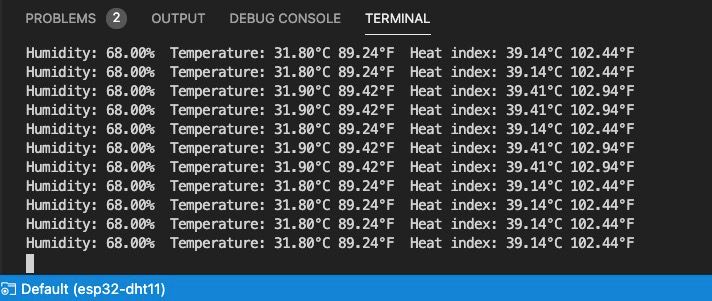 PROBLEMS 2 OUTPUT DEBUG CONSOLE TERMINAL
Humidity: 68.00% Temperature: 31.80°C 89.24°F Heat index: 39.14°C 102.44°F
Humidity: 68.00% Temperature: 31.80°C 89.24°F Heat index: 39.14°C 102.44°F
Humidity: 68.00% Temperature: 31.90°C 89.42°F Heat index: 39.41°C 102.94°F
Humidity: 68.00% Temperature: 31.90°C 89.42°F Heat index: 39.41°C 102.94°F
Humidity: 68.00% Temperature: 31.80°C 89.24°F Heat index: 39.14°C 102.44°F
Humidity: 68.00% Temperature: 31.90°C 89.42°F Heat index: 39.41°C 102.94°F
Humidity: 68.00% Temperature: 31.90°C 89.42°F Heat index: 39.41°C 102.94°F
Humidity: 68.00% Temperature: 31.80°C 89.24°F Heat index: 39.14°C 102.44°F
Humidity: 68.00% Temperature: 31.80°C 89.24°F Heat index: 39.14°C 102.44°F
Humidity: 68.00% Temperature: 31.80°C 89.24°F Heat index: 39.14°C 102.44°F
Humidity: 68.00% Temperature: 31.80°C 89.24°F Heat index: 39.14°C 102.44°F
Default (esp32-dht11)